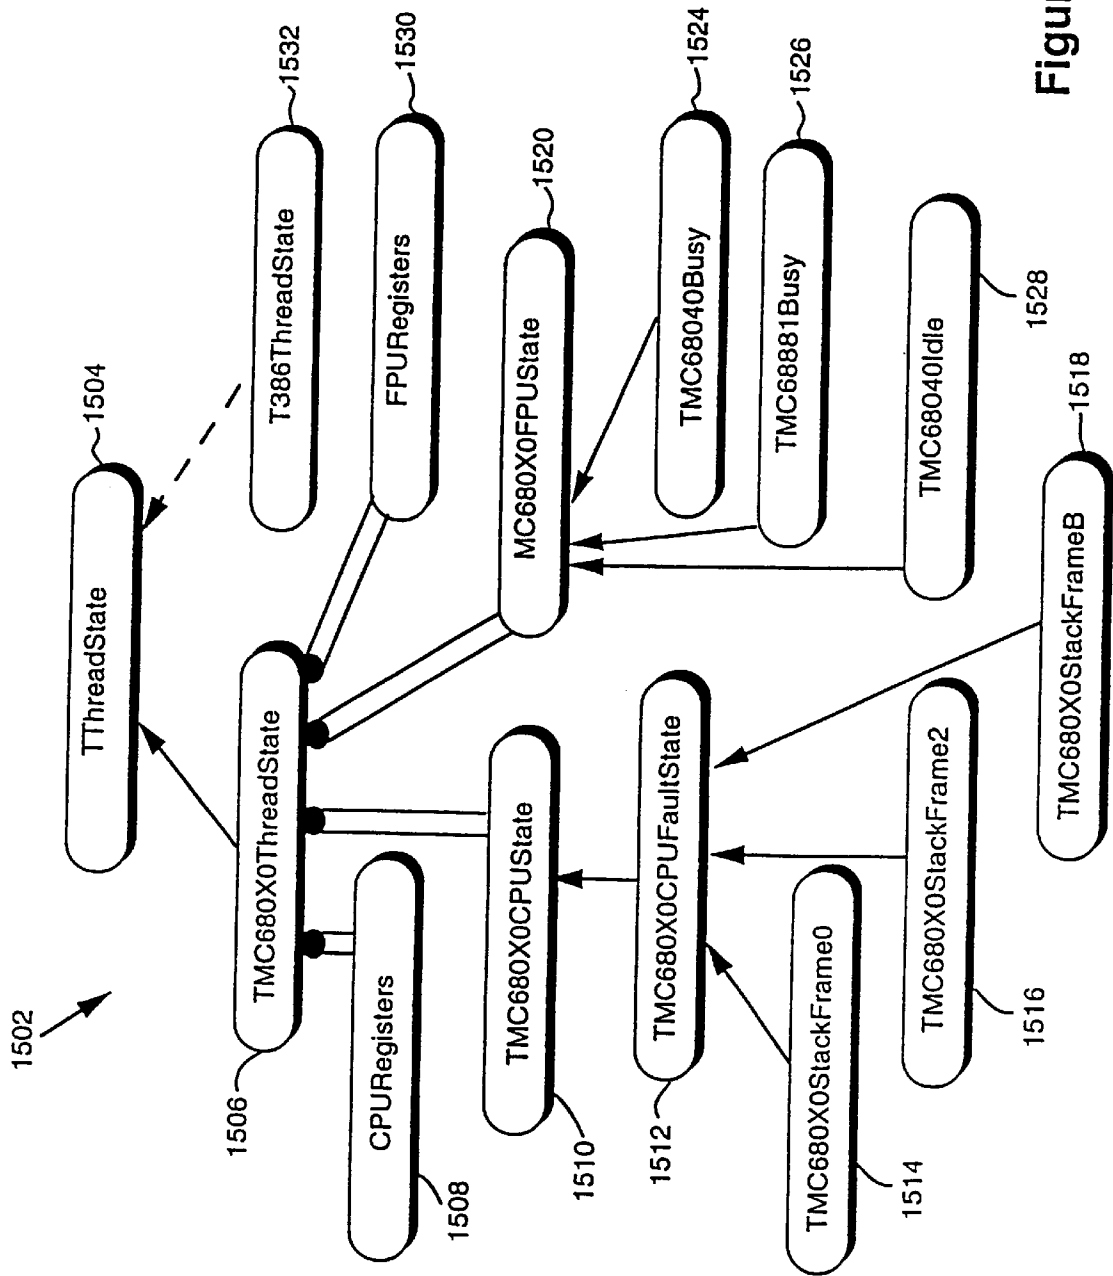 1502
TThreadState
1504
1506
TMC680X0ThreadState
T386ThreadState
1532
CPURegisters
1508
FPURegisters
1530
TMC680X0CPUState
1510
MC680X0FPUState
1520
TMC680X0CPUFaultState
1512
TMC68040Busy
1524
TMC68881Busy
1526
TMC680X0StackFrame0
1514
TMC680X0StackFrame2
1516
TMC68040Idle
1528
TMC680X0StackFrameB
1518
Figur